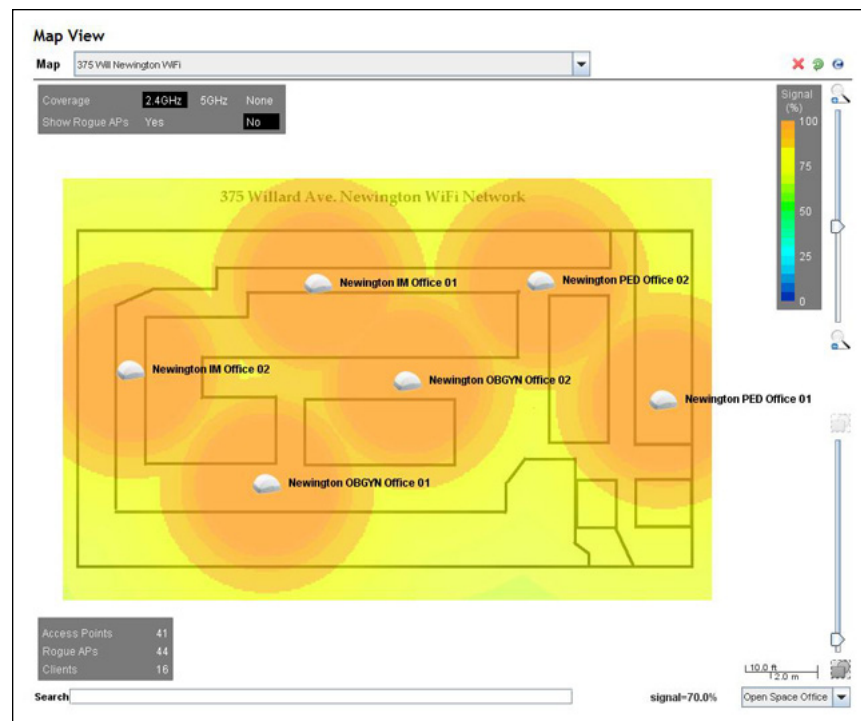 Map View
Map 375 Will Newington WiFi
Coverage 2.4GHz 5GHz None
Show Rogue APs Yes No
Signal
(%)
100
75
50
25
0
375 Willard Ave. Newington WiFi Network
Newington IM Office 01
Newington PED Office 02
Newington IM Office 02
Newington OBGYN Office 02
Newington PED Office 01
Newington OBGYN Office 01
Access Points 41
Rogue APs 44
Clients 16
10.0 ft
2.0 m
Search
signal=70.0%
Open Space Office